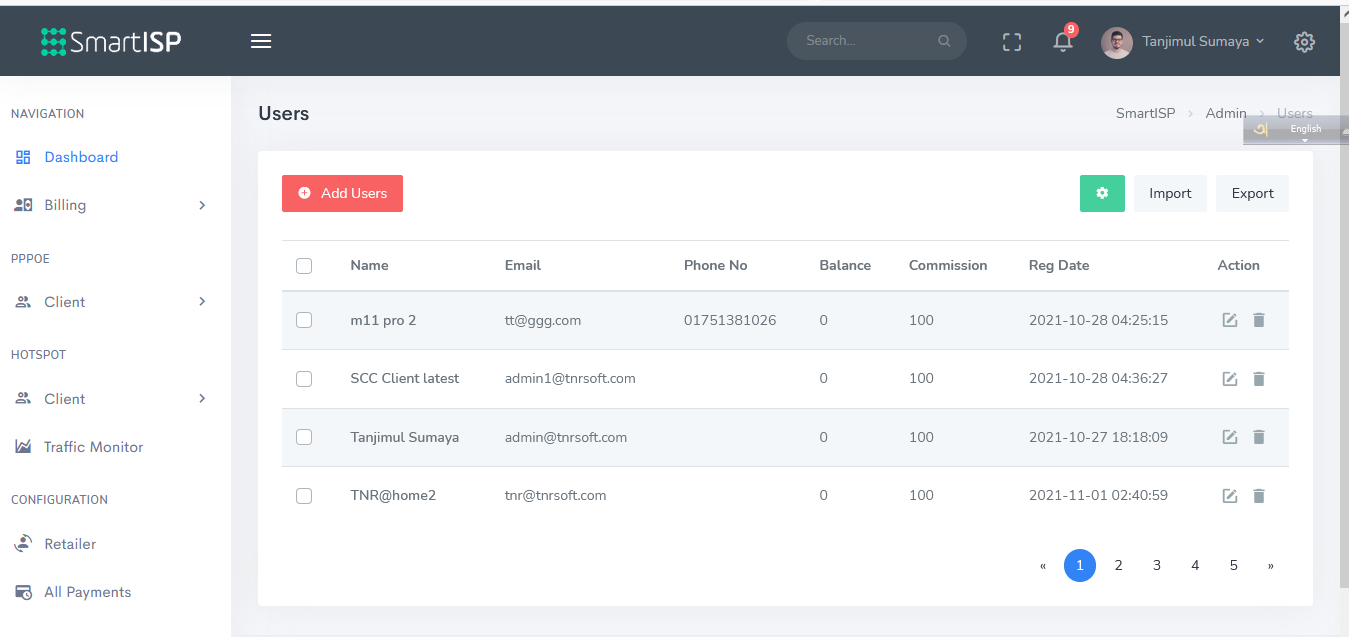 SmartISP
Search...
9
Tanjimul Sumaya
NAVIGATION
Dashboard
Billing
PPPOE
Client
HOTSPOT
Client
Traffic Monitor
CONFIGURATION
Retailer
All Payments
Users
SmartISP > Admin > Users
অ English
Add Users
Import
Export
Name Email Phone No Balance Commission Reg Date Action
m11 pro 2 tt@ggg.com 01751381026 0 100 2021-10-28 04:25:15
SCC Client latest admin1@tnrsoft.com 0 100 2021-10-28 04:36:27
Tanjimul Sumaya admin@tnrsoft.com 0 100 2021-10-27 18:18:09
TNR@home2 tnr@tnrsoft.com 0 100 2021-11-01 02:40:59
« 1 2 3 4 5 »